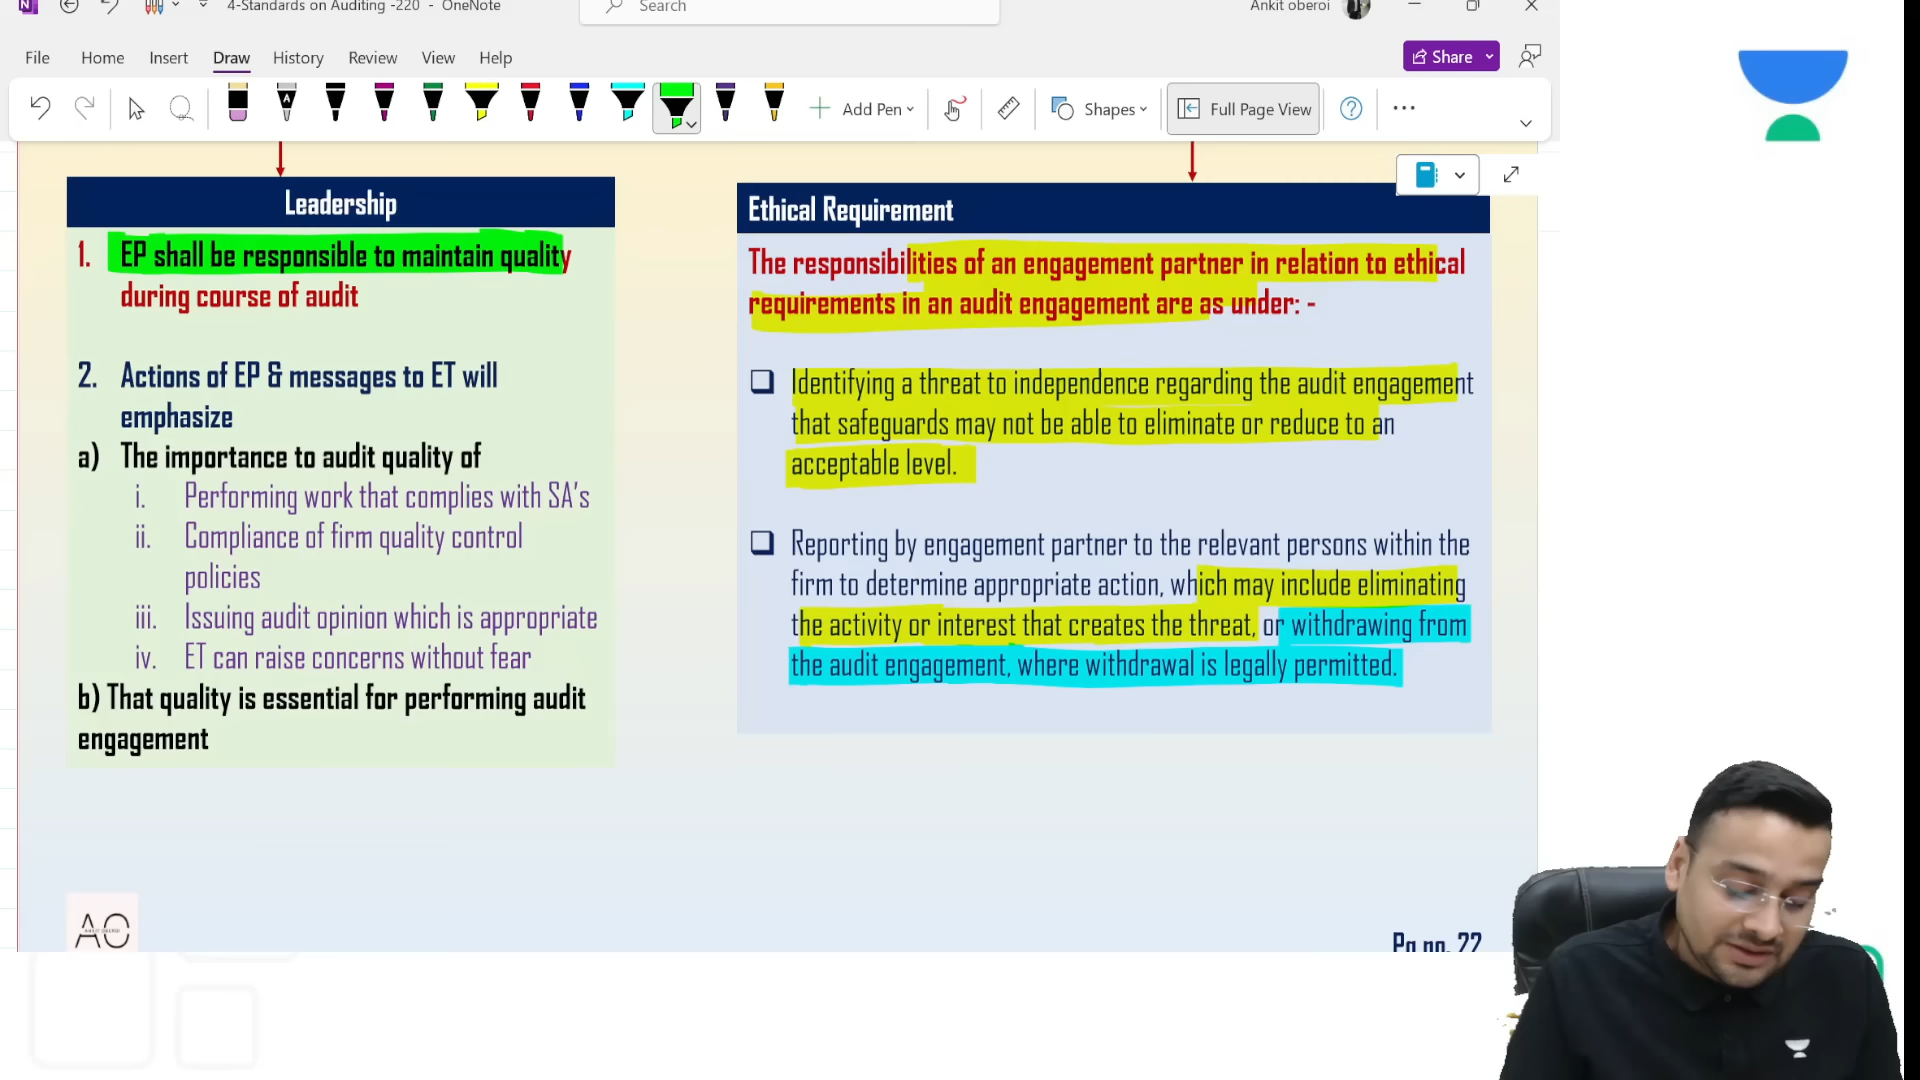 4-Standards on Auditing -220 - OneNote
Search
Ankit oberoi
File Home Insert Draw History Review View Help
Share
Add Pen
Shapes
Full Page View
Leadership
1. EP shall be responsible to maintain quality
during course of audit
2. Actions of EP & messages to ET will
emphasize
a) The importance to audit quality of
i. Performing work that complies with SA's
ii. Compliance of firm quality control
policies
iii. Issuing audit opinion which is appropriate
iv. ET can raise concerns without fear
b) That quality is essential for performing audit
engagement
Ethical Requirement
The responsibilities of an engagement partner in relation to ethical
requirements in an audit engagement are as under: -
❑ Identifying a threat to independence regarding the audit engagement
that safeguards may not be able to eliminate or reduce to an
acceptable level.
❑ Reporting by engagement partner to the relevant persons within the
firm to determine appropriate action, which may include eliminating
the activity or interest that creates the threat, or withdrawing from
the audit engagement, where withdrawal is legally permitted.
AO
Pg no. 22